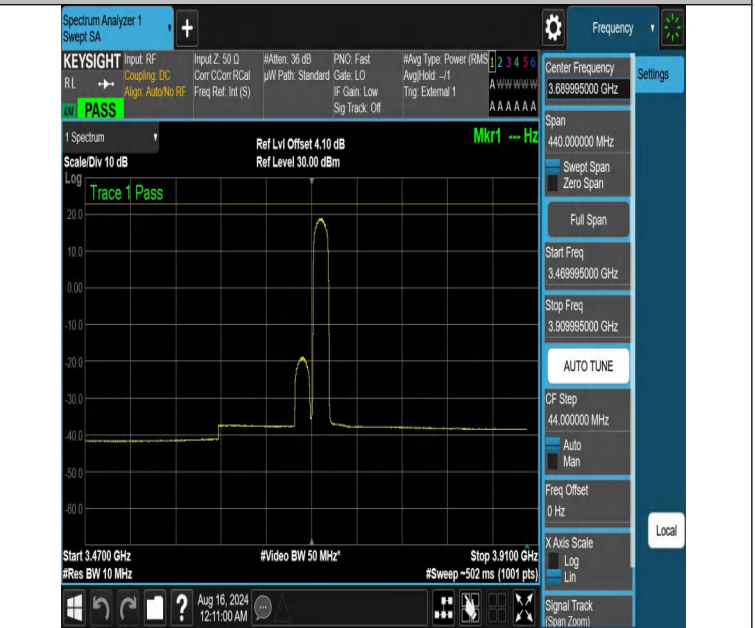 Spectrum Analyzer 1
Swept SA
Frequency
KEYSIGHT
RL
PASS
Input: RF
Coupling: DC
Align: Auto/No RF
Input Z: 50 Ω
Corr CCorr RCal
Freq Ref: Int (S)
#Atten: 36 dB
µW Path: Standard
PNO: Fast
Gate: LO
IF Gain: Low
Sig Track: Off
#Avg Type: Power (RMS
Avg|Hold: --/1
Trig: External 1
1 2 3 4 5 6
A W W W W W
A A A A A A
1 Spectrum
Ref Lvl Offset 4.10 dB
Mkr1 --- Hz
Scale/Div 10 dB
Ref Level 30.00 dBm
Log
Trace 1 Pass
20.0
10.0
0.00
-10.0
-20.0
-30.0
-40.0
-50.0
-60.0
Start 3.4700 GHz
#Video BW 50 MHz*
Stop 3.9100 GHz
#Res BW 10 MHz
#Sweep ~502 ms (1001 pts)
Aug 16, 2024
12:11:00 AM
Center Frequency
3.689995000 GHz
Settings
Span
440.000000 MHz
Swept Span
Zero Span
Full Span
Start Freq
3.469995000 GHz
Stop Freq
3.909995000 GHz
AUTO TUNE
CF Step
44.000000 MHz
Auto
Man
Freq Offset
0 Hz
X Axis Scale
Log
Lin
Local
Signal Track
(Span Zoom)